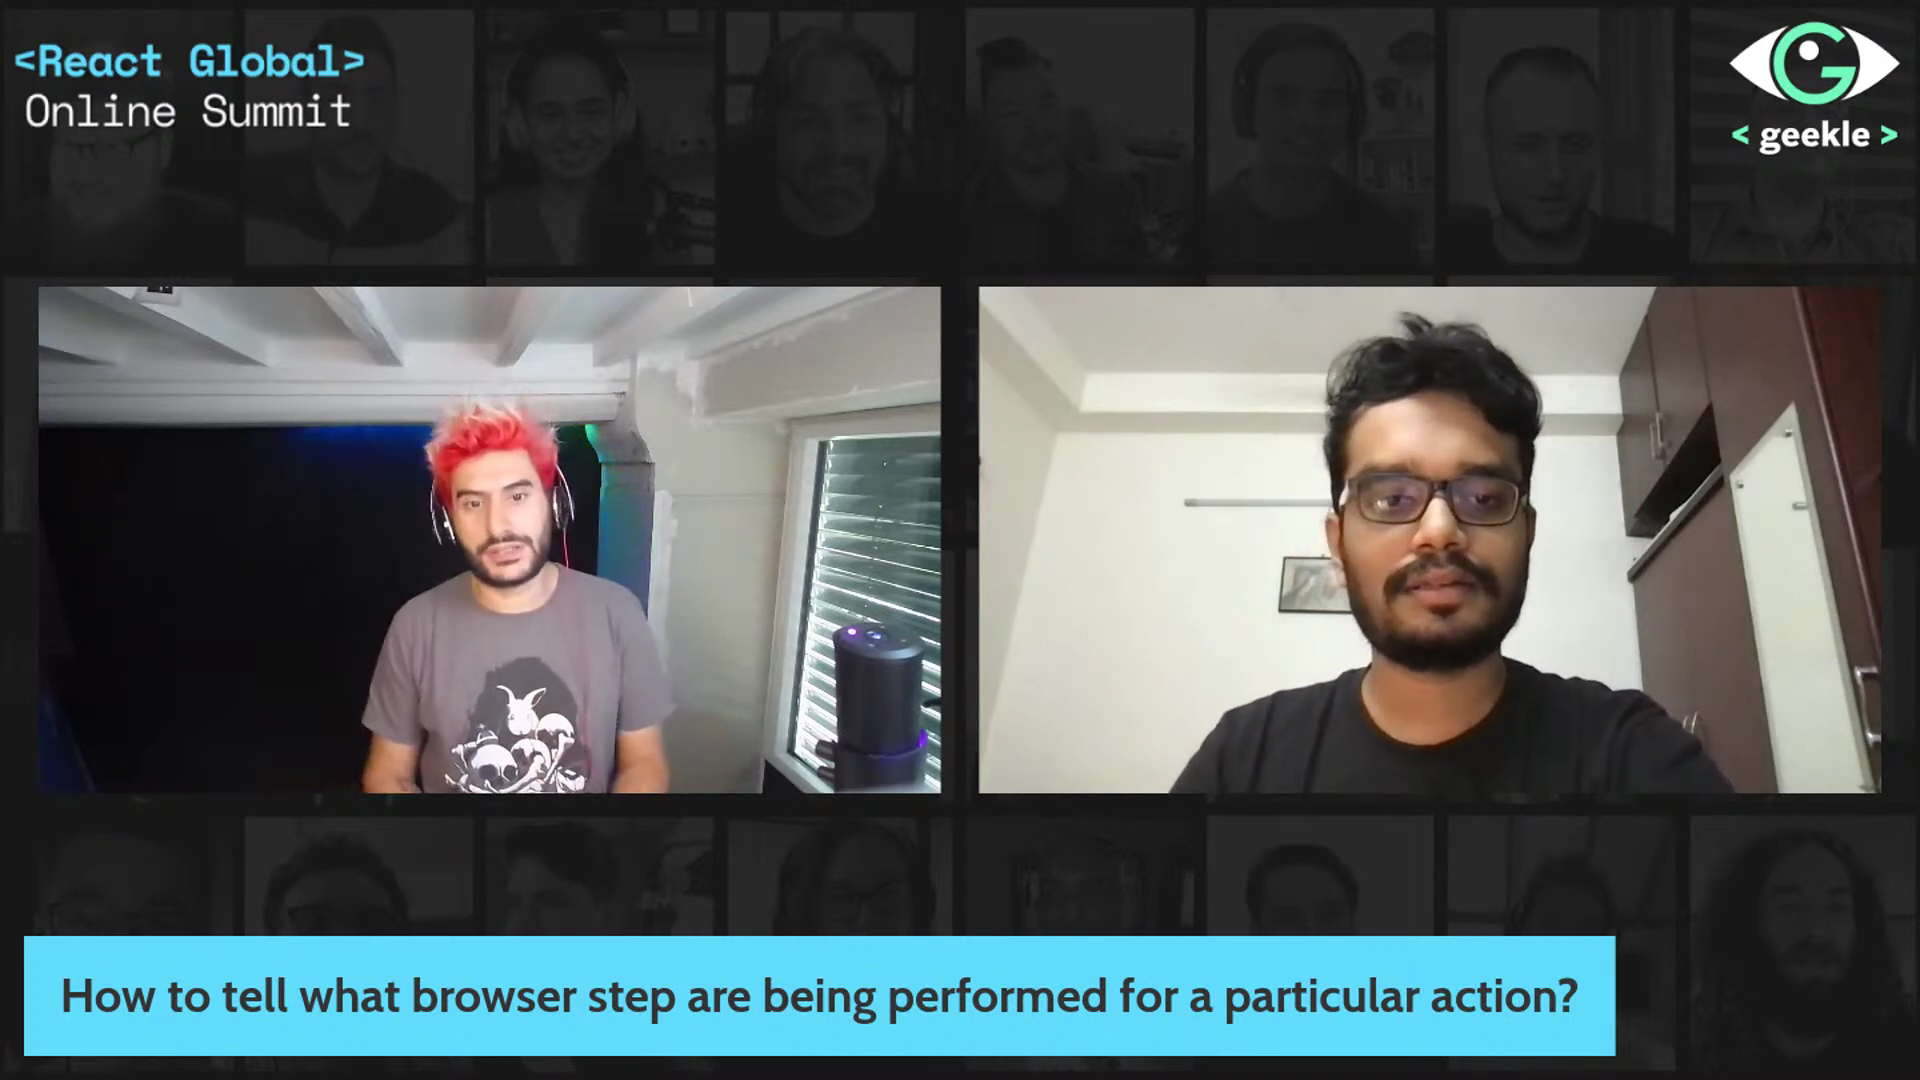 <React Global>
Online Summit
< geekle >
How to tell what browser step are being performed for a particular action?